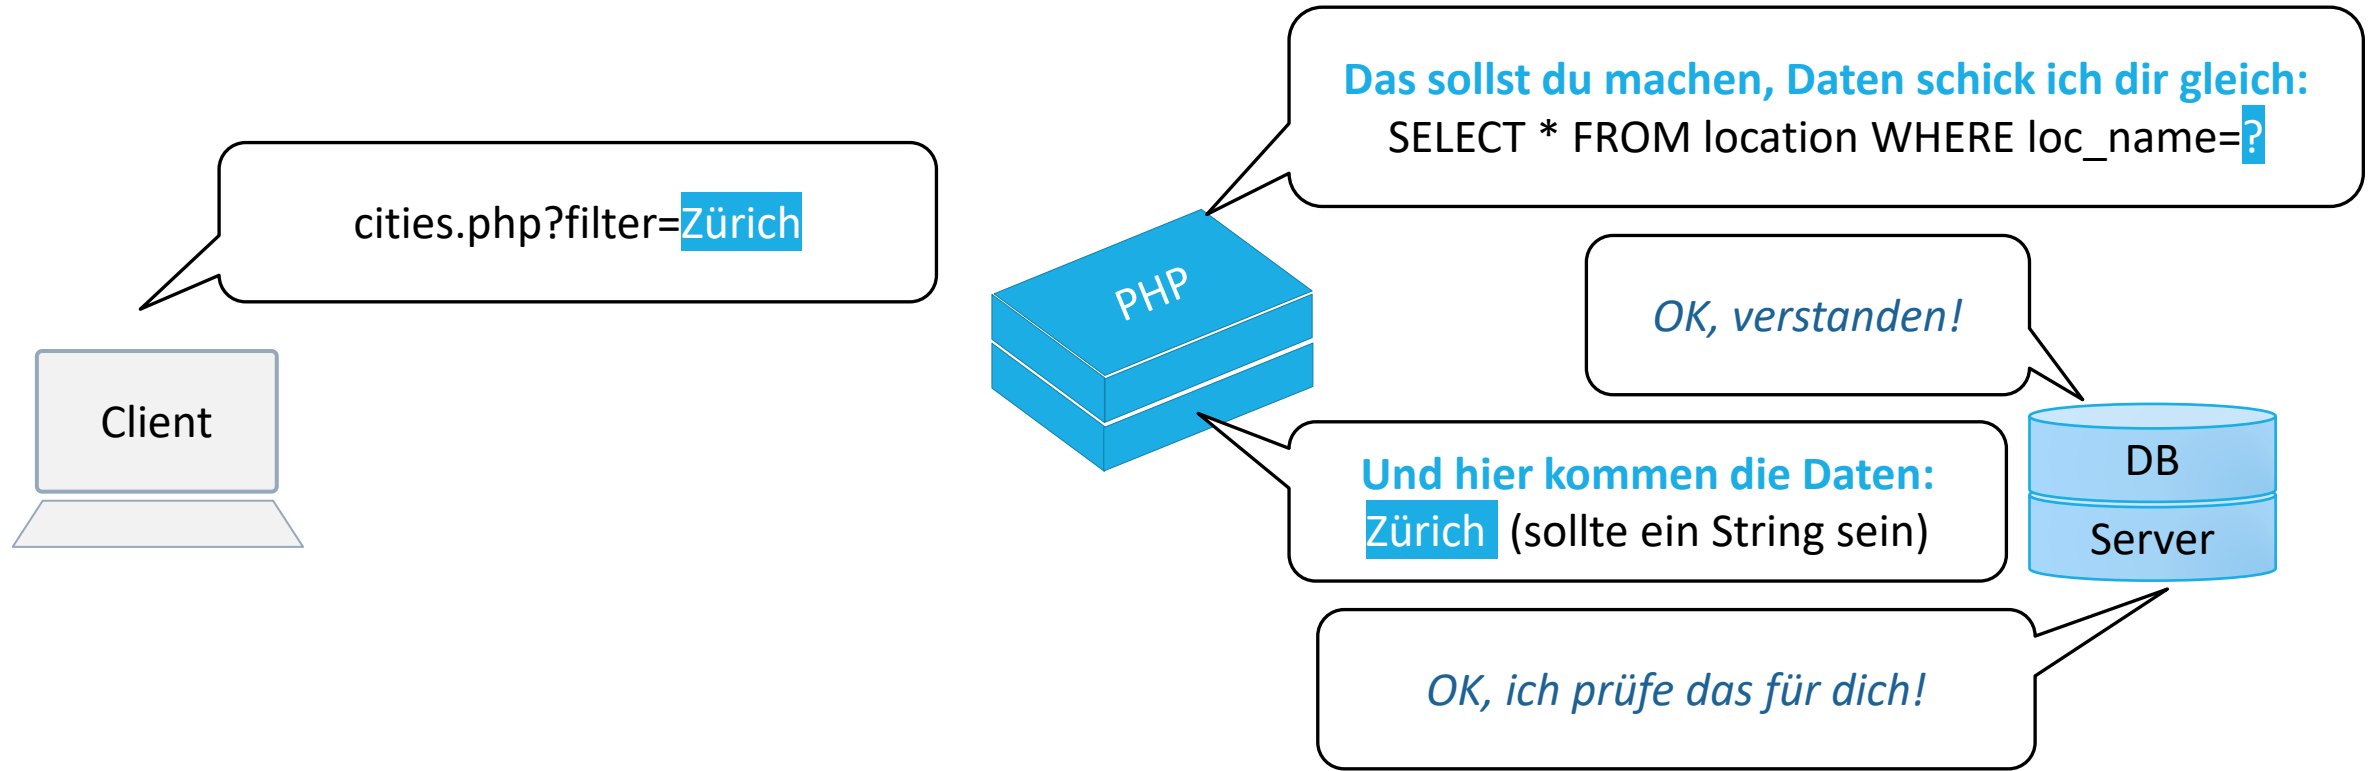 Das sollst du machen, Daten schick ich dir gleich:
SELECT * FROM location WHERE loc_name=?
cities.php?filter=Zürich
PHP
OK, verstanden!
Client
Und hier kommen die Daten:
Zürich (sollte ein String sein)
DB
Server
OK, ich prüfe das für dich!